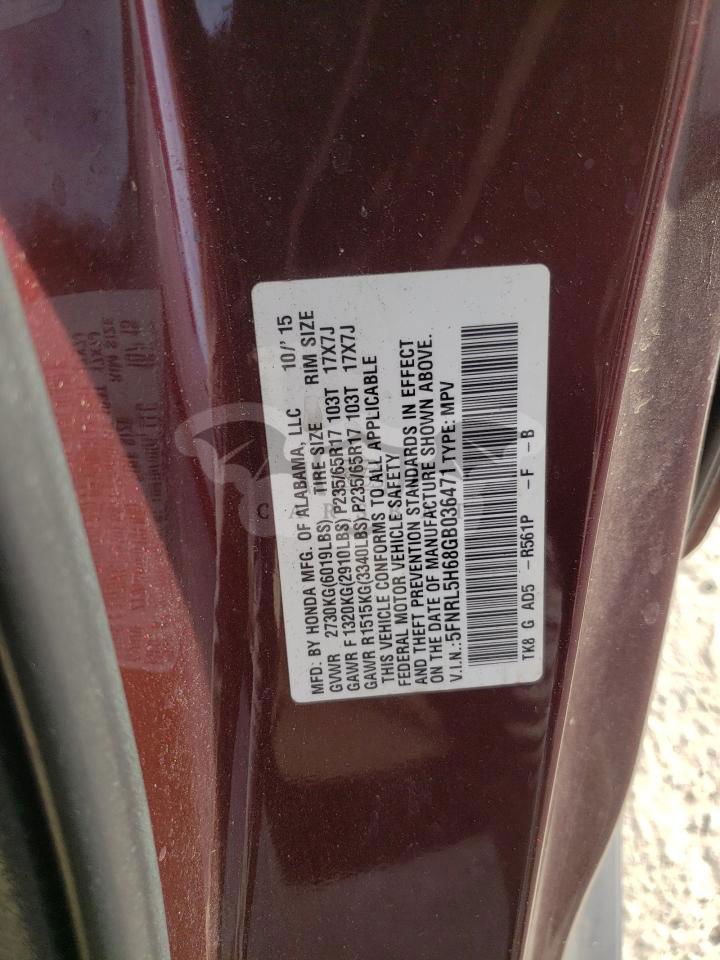 MFD. BY HONDA MFG. OF ALABAMA, LLC 10/'15
GVWR 2730KG(6019LBS) TIRE SIZE RIM SIZE
GAWR F 1320KG(2910LBS) P235/65R17 103T 17X7J
GAWR R1515KG(3340LBS) P235/65R17 103T 17X7J
THIS VEHICLE CONFORMS TO ALL APPLICABLE
FEDERAL MOTOR VEHICLE SAFETY
AND THEFT PREVENTION STANDARDS IN EFFECT
ON THE DATE OF MANUFACTURE SHOWN ABOVE.
V.I.N.:5FNRL5H68GB036471 TYPE: MPV
TK8 G AD5 -R561P -F -B